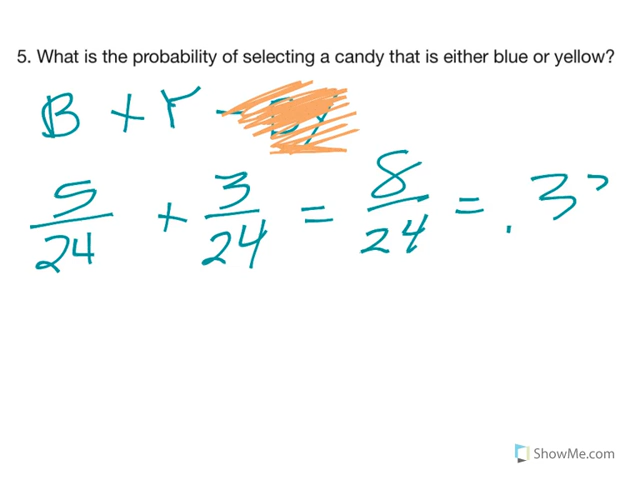 5. What is the probability of selecting a candy that is either blue or yellow?
B + Y -
5/24 + 3/24 = 8/24 = .3
ShowMe.com